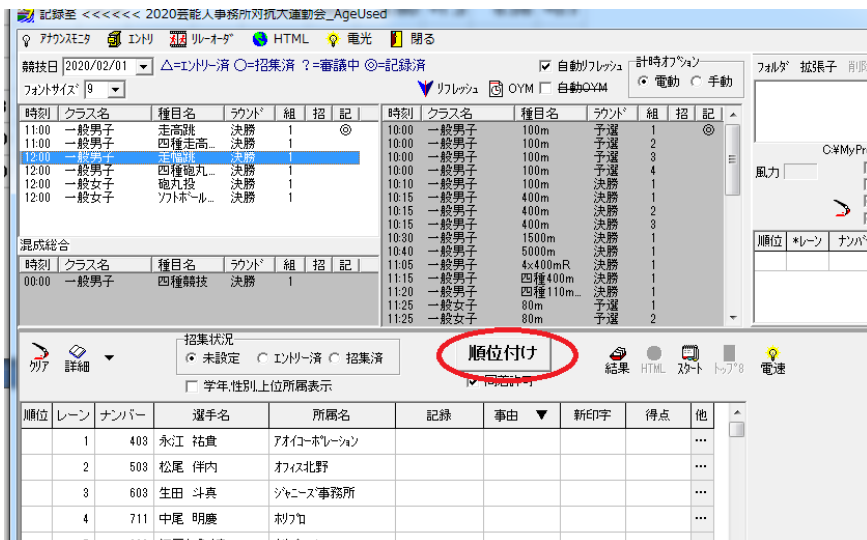 記録室 <<<<<< 2020芸能人事務所対抗大運動会_AgeUsed
アナウンスモニタ エントリ リレーオーダ HTML 電光 閉る
競技日 2020/02/01 △=エントリー済 〇=招集済 ?=審議中 ◎=記録済 自動リフレッシュ 計時オプション
フォントサイズ 9 リフレッシュ OYM 自動OYM 電動 手動
フォルダ 拡張子 削除
時刻 クラス名 種目名 ラウンド 組 招 記
11:00 一般男子 走高跳 決勝 1 ◎
11:00 一般男子 四種走高... 決勝 1
12:00 一般男子 走幅跳 決勝 1
12:00 一般男子 四種砲丸... 決勝 1
12:00 一般女子 砲丸投 決勝 1
12:00 一般女子 ソフトボール... 決勝 1
混成総合
時刻 クラス名 種目名 ラウンド 組 招 記
00:00 一般男子 四種競技 決勝 1
時刻 クラス名 種目名 ラウンド 組 招 記
10:00 一般男子 100m 予選 1 ◎
10:00 一般男子 100m 予選 2
10:00 一般男子 100m 予選 3
10:00 一般男子 100m 予選 4
10:10 一般男子 100m 決勝 1
10:15 一般男子 400m 決勝 1
10:15 一般男子 400m 決勝 2
10:15 一般男子 400m 決勝 3
10:30 一般男子 1500m 決勝 1
10:40 一般男子 5000m 決勝 1
11:05 一般男子 4x400mR 決勝 1
11:15 一般男子 四種400m 決勝 1
11:20 一般男子 四種110m... 決勝 1
11:25 一般女子 80m 予選 1
11:25 一般女子 80m 予選 2
C:¥MyPr
風力
順位 *レーン ナンバ
クリア 詳細
招集状況
未設定 エントリー済 招集済
学年,性別,上位所属表示
順位付け
同着許可
結果 HTML スタート トップ8 電速
順位 レーン ナンバー 選手名 所属名 記録 事由 ▼ 新印字 得点 他
1 403 永江 祐貴 アオイコーポレーション ...
2 503 松尾 伴内 オフィス北野 ...
3 603 生田 斗真 ジャニーズ事務所 ...
4 711 中尾 明慶 ホリプロ ...